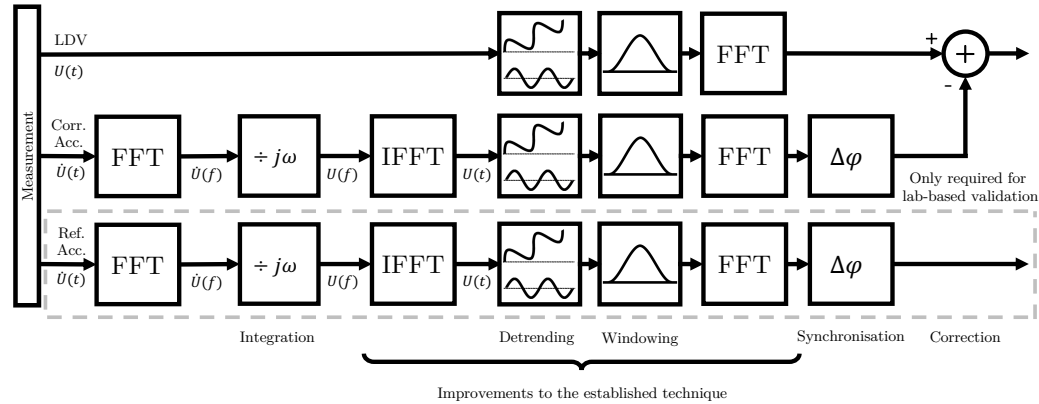 Measurement
LDV
U(t)
FFT
+
+
-
Corr.
Acc.
U̇(t)
FFT
U̇(f)
÷ jω
U(f)
IFFT
U(t)
FFT
Δφ
Only required for
lab-based validation
Ref.
Acc.
U̇(t)
FFT
U̇(f)
÷ jω
U(f)
IFFT
U(t)
FFT
Δφ
Integration
Detrending
Windowing
Synchronisation
Correction
Improvements to the established technique